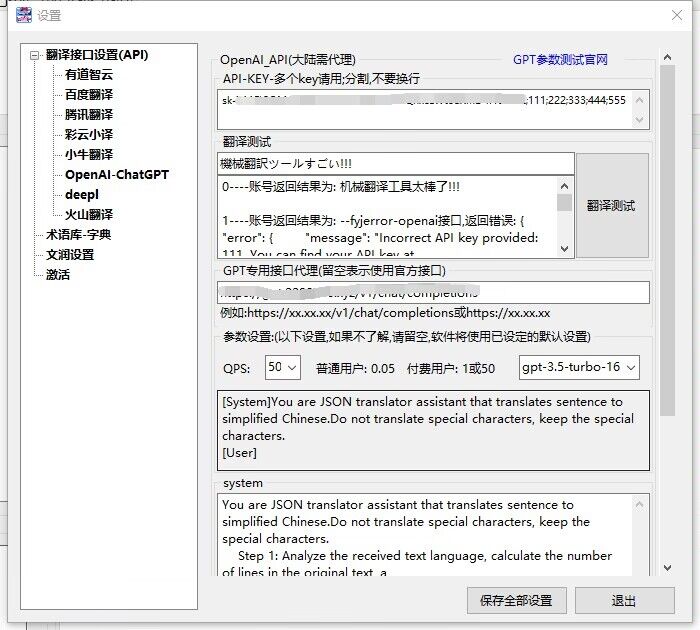 设置
翻译接口设置(API)
有道智云
百度翻译
腾讯翻译
彩云小译
小牛翻译
OpenAI-ChatGPT
deepl
火山翻译
术语库-字典
文润设置
激活
OpenAI_API(大陆需代理)
GPT参数测试官网
API-KEY-多个key请用;分割,不要换行
sk- ;111;222;333;444;555
翻译测试
機械翻訳ツールすごい!!!
0----账号返回结果为: 机械翻译工具太棒了!!!
1----账号返回结果为: --fyjerror-openai接口,返回错误: {
"error": { "message": "Incorrect API key provided:
111. You can find your API key at
翻译测试
GPT专用接口代理(留空表示使用官方接口)
/v1/chat/completions
例如:https://xx.xx.xx/v1/chat/completions或https://xx.xx.xx
参数设置:(以下设置,如果不了解,请留空,软件将使用已设定的默认设置)
QPS:
50
普通用户: 0.05 付费用户: 1或50
gpt-3.5-turbo-16
[System]You are JSON translator assistant that translates sentence to
simplified Chinese.Do not translate special characters, keep the special
characters.
[User]
system
You are JSON translator assistant that translates sentence to
simplified Chinese.Do not translate special characters, keep the
special characters.
Step 1: Analyze the received text language, calculate the number
of lines in the original text, a
保存全部设置
退出